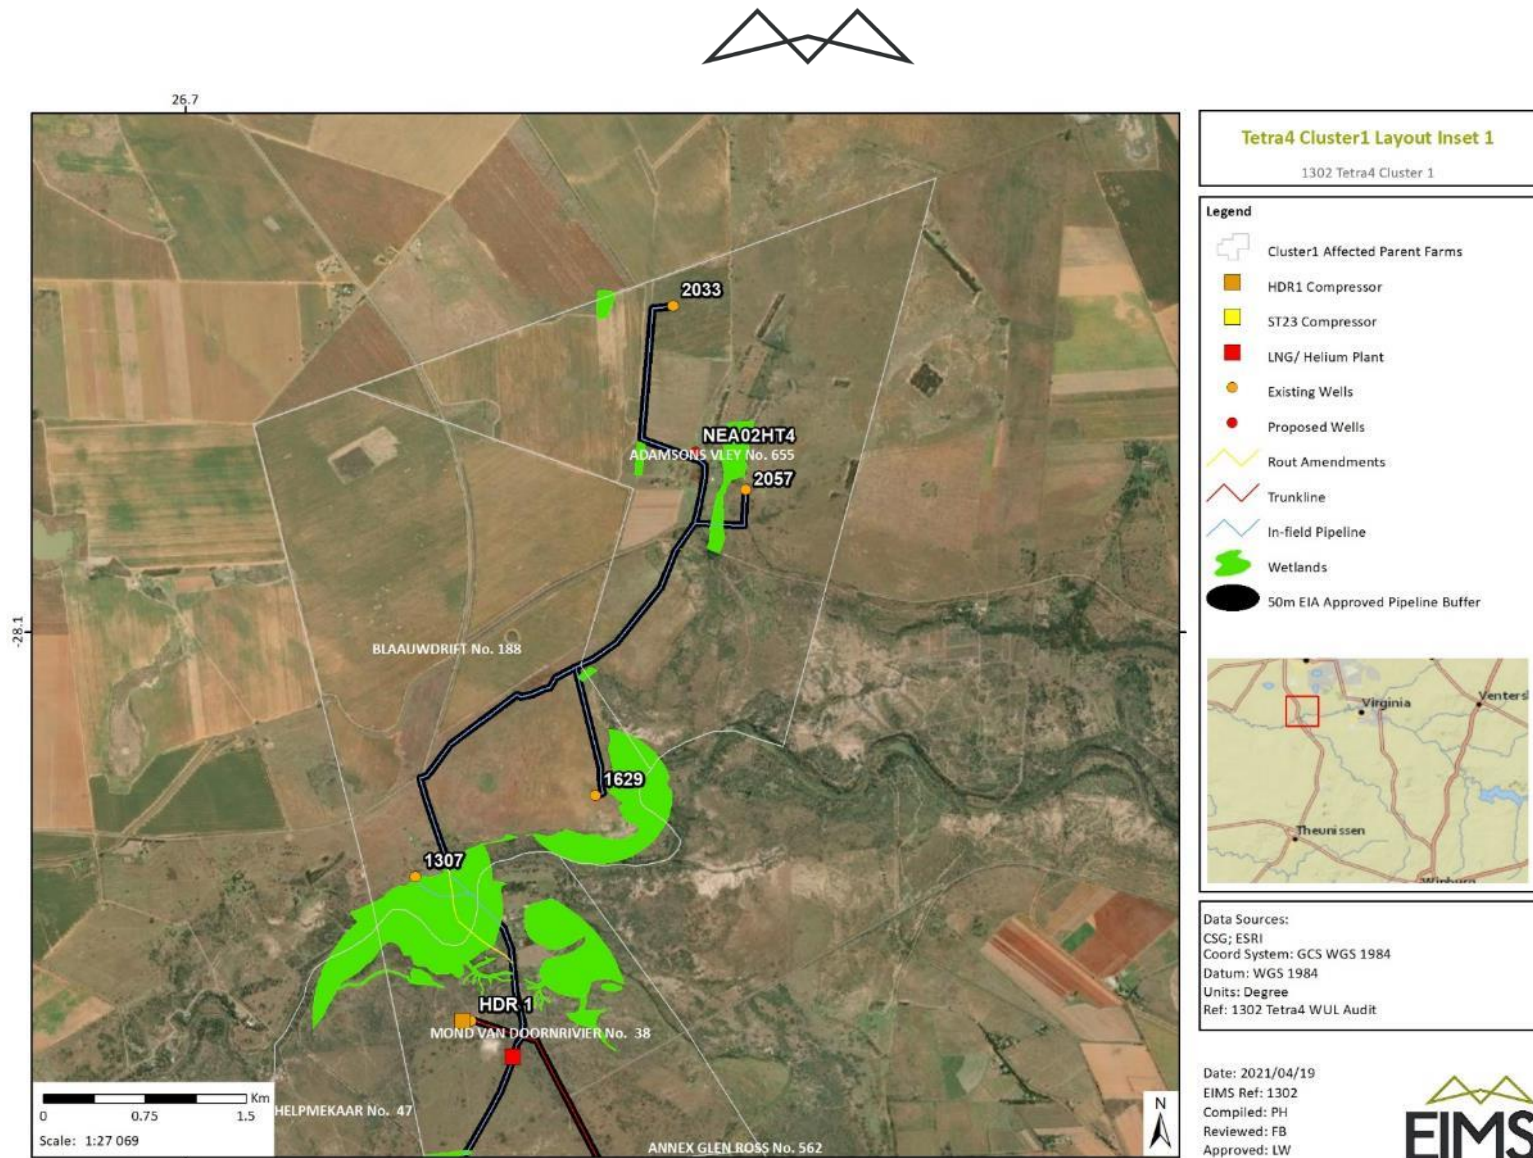 26.7
-28.1
2033
NEA02HT4
ADAMSONS VLEY No. 655
2057
BLAAUWDRIFT No. 188
1629
1307
HDR 1
MOND VAN DOORNRIVIER No. 38
HELPMEKAAR No. 47
ANNEX GLEN ROSS No. 562
Km
0 0.75 1.5
Scale: 1:27 069
N
Tetra4 Cluster1 Layout Inset 1
1302 Tetra4 Cluster 1
Legend
Cluster1 Affected Parent Farms
HDR1 Compressor
ST23 Compressor
LNG/ Helium Plant
Existing Wells
Proposed Wells
Rout Amendments
Trunkline
In-field Pipeline
Wetlands
50m EIA Approved Pipeline Buffer
Virginia
Venters
Theunissen
Winburg
Data Sources:
CSG; ESRI
Coord System: GCS WGS 1984
Datum: WGS 1984
Units: Degree
Ref: 1302 Tetra4 WUL Audit
Date: 2021/04/19
EIMS Ref: 1302
Compiled: PH
Reviewed: FB
Approved: LW
EIMS